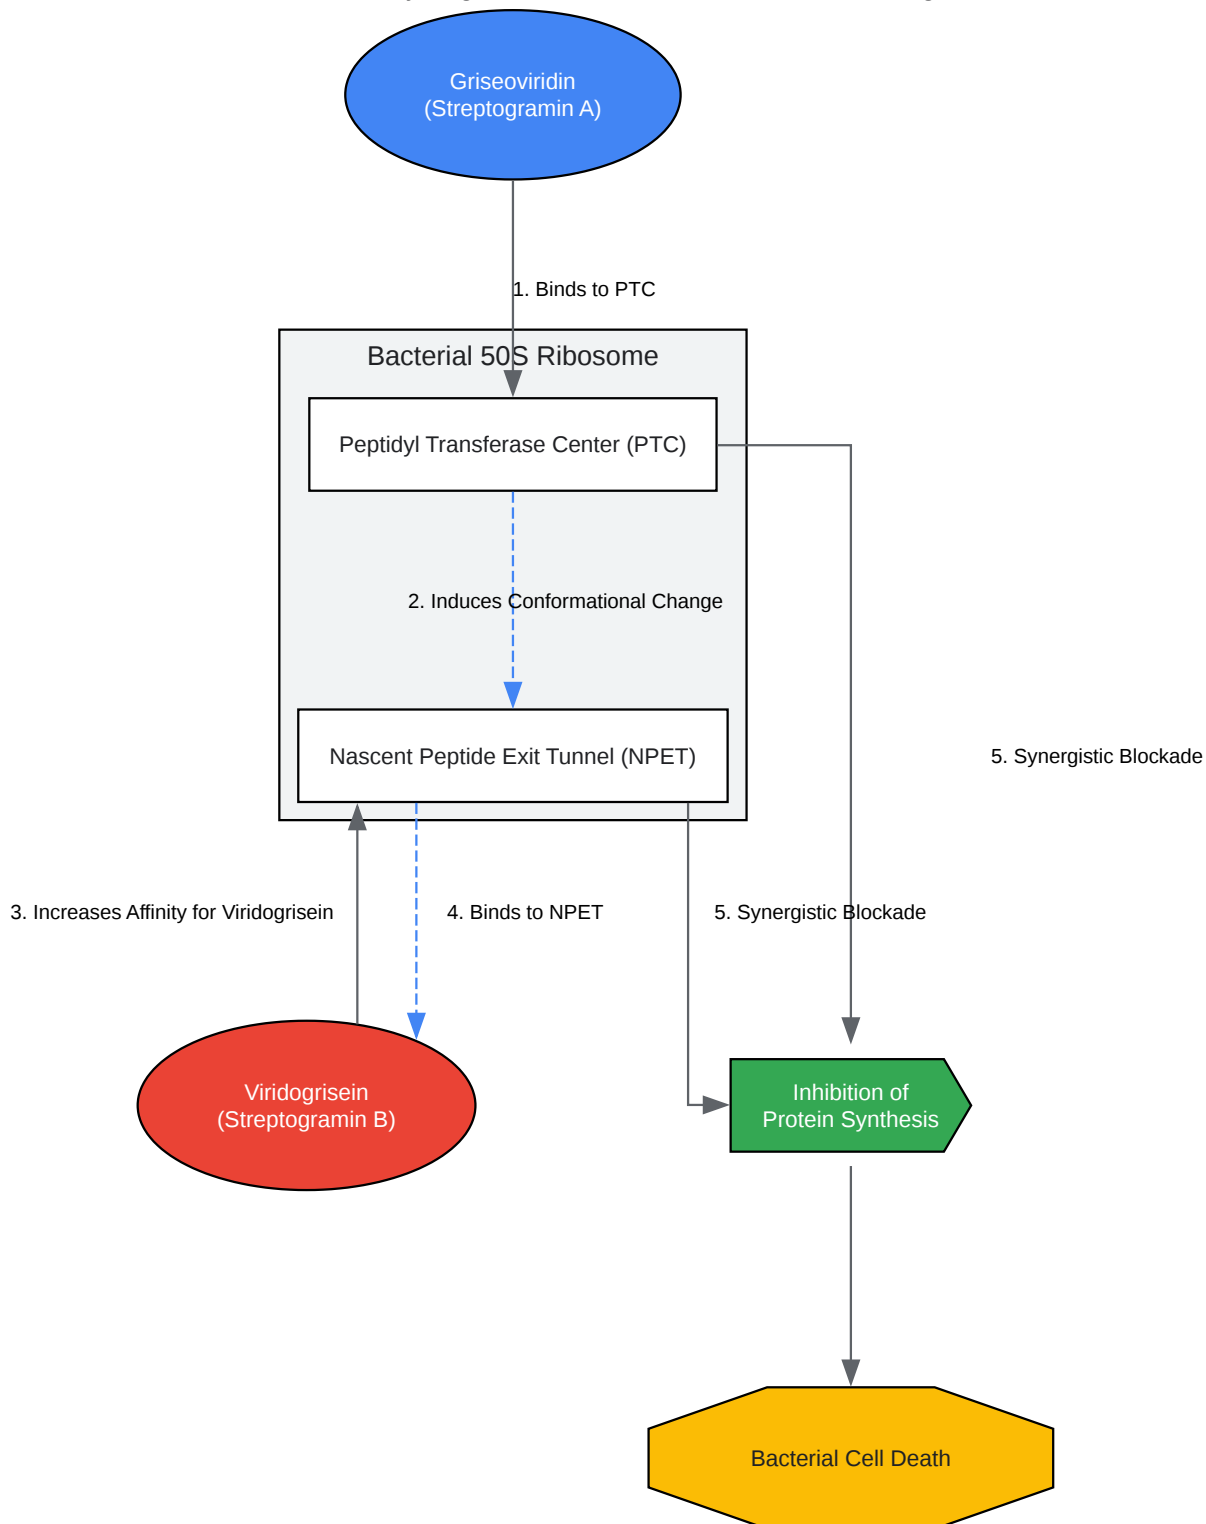 Griseoviridin
(Streptogramin A)
1. Binds to PTC
Bacterial 50S Ribosome
Peptidyl Transferase Center (PTC)
2. Induces Conformational Change
Nascent Peptide Exit Tunnel (NPET)
5. Synergistic Blockade
3. Increases Affinity for Viridogrisein
4. Binds to NPET
5. Synergistic Blockade
Viridogrisein
(Streptogramin B)
Inhibition of
Protein Synthesis
Bacterial Cell Death